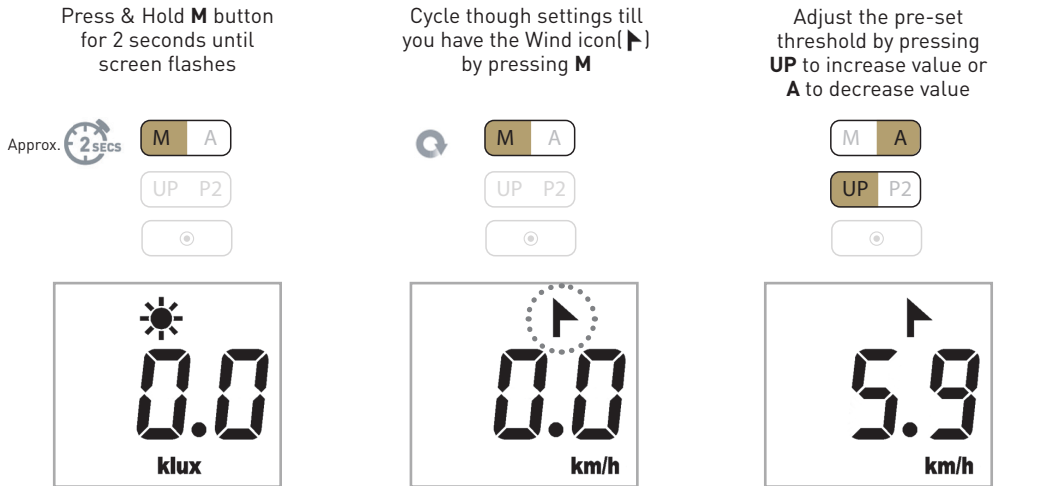 Press & Hold M button
for 2 seconds until
screen flashes
Approx. 2 SECS
M A
UP P2
0.0
klux
Cycle though settings till
you have the Wind icon( )
by pressing M
M A
UP P2
0.0
km/h
Adjust the pre-set
threshold by pressing
UP to increase value or
A to decrease value
M A
UP P2
5.9
km/h